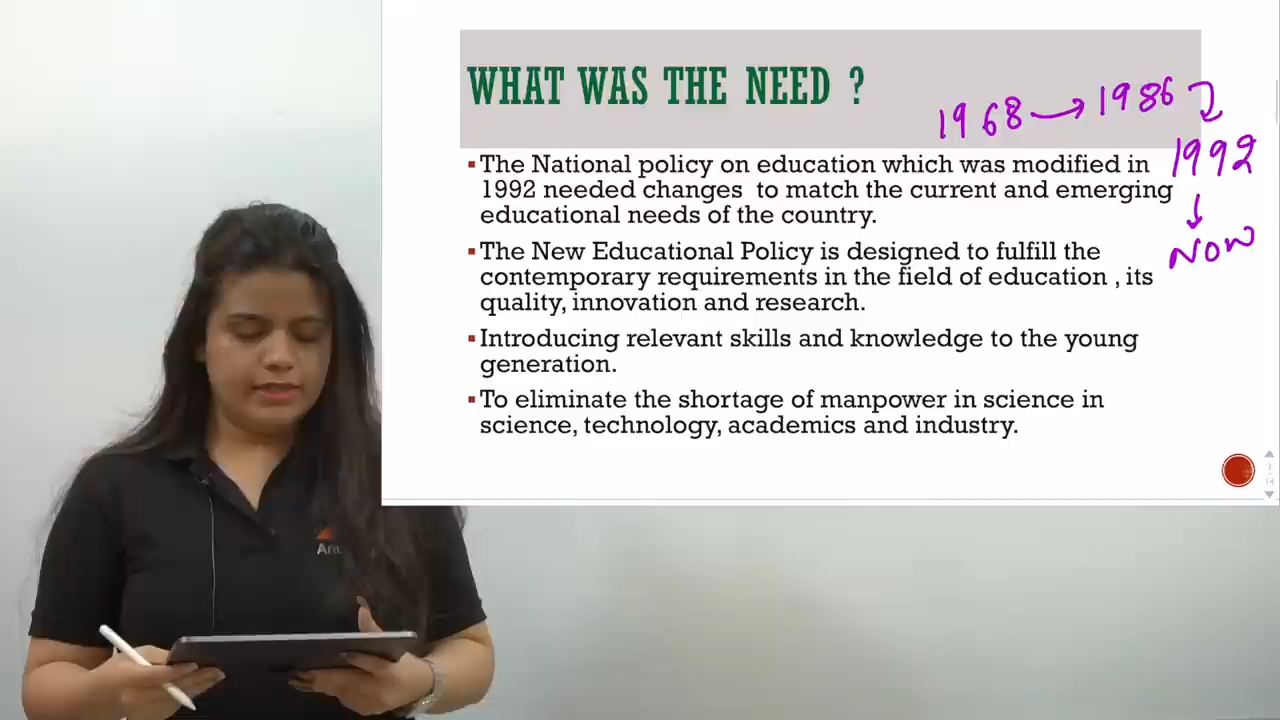 WHAT WAS THE NEED ?
1968 → 1986
1992
↓
NOW
▪The National policy on education which was modified in
1992 needed changes to match the current and emerging
educational needs of the country.
▪The New Educational Policy is designed to fulfill the
contemporary requirements in the field of education , its
quality, innovation and research.
▪Introducing relevant skills and knowledge to the young
generation.
▪To eliminate the shortage of manpower in science in
science, technology, academics and industry.